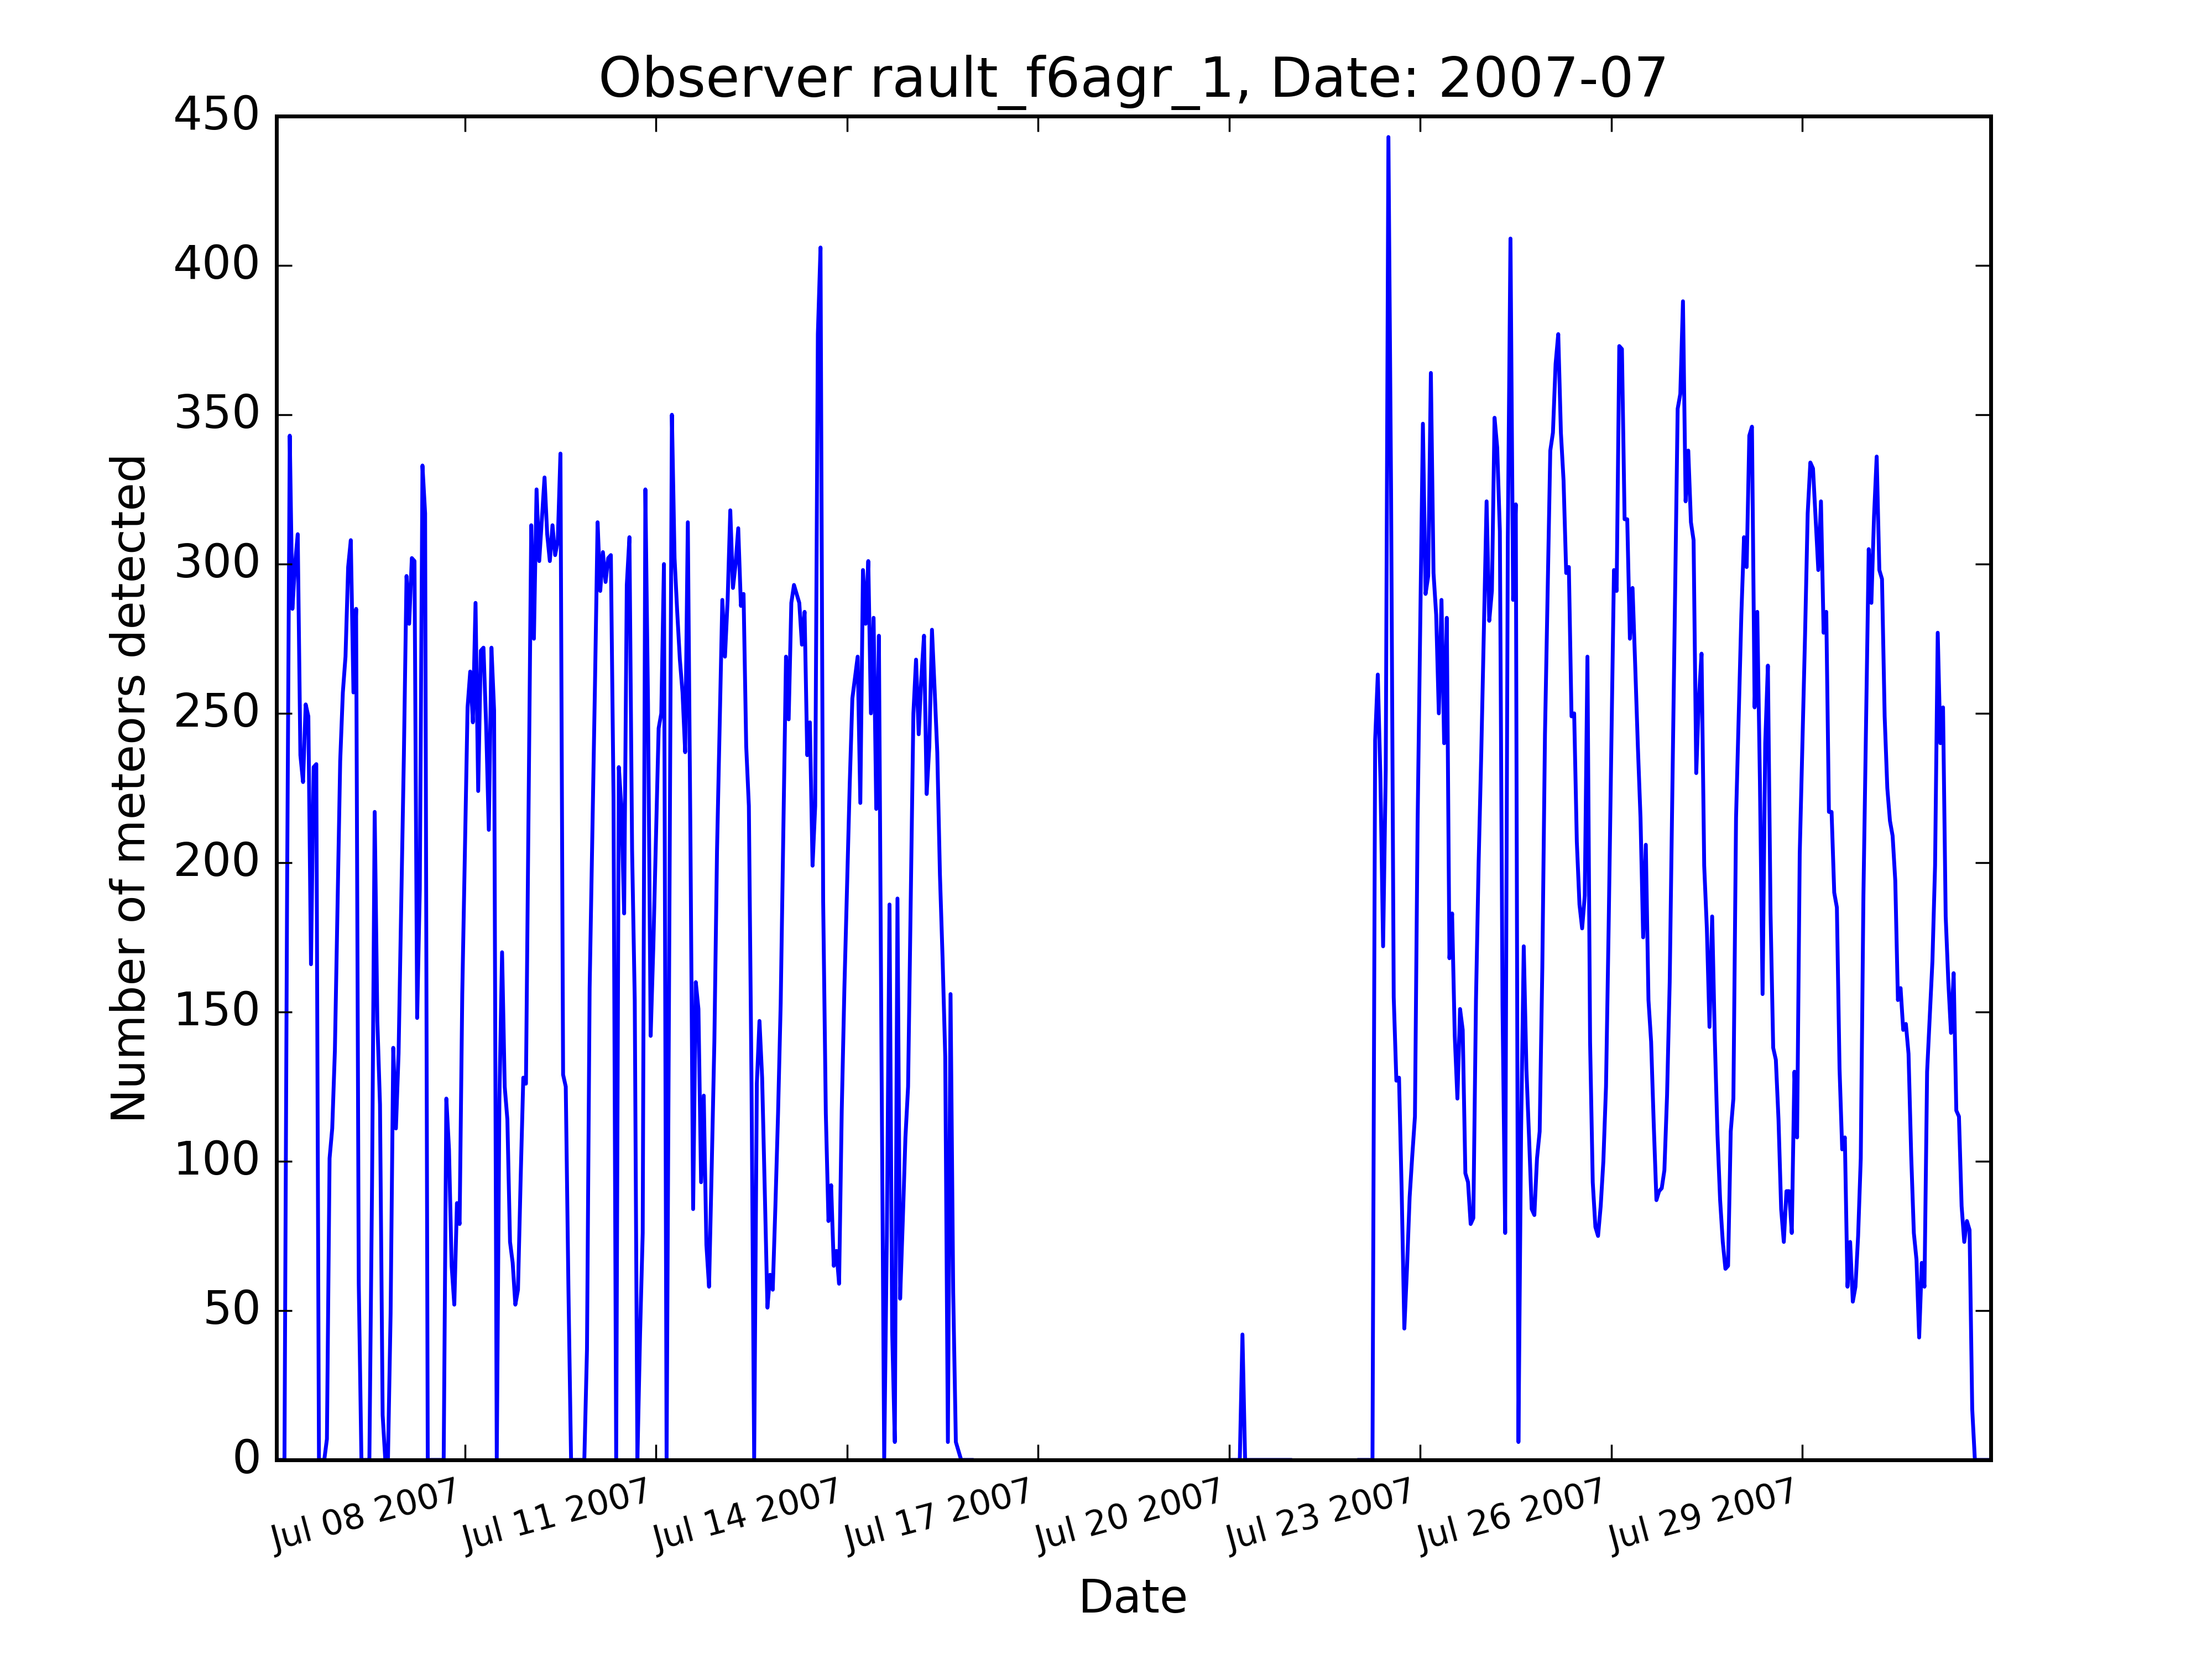 Observer rault_f6agr_1, Date: 2007-07
Number of meteors detected
450
400
350
300
250
200
150
100
50
0
Jul 08 2007
Jul 11 2007
Jul 14 2007
Jul 17 2007
Jul 20 2007
Jul 23 2007
Jul 26 2007
Jul 29 2007
Date